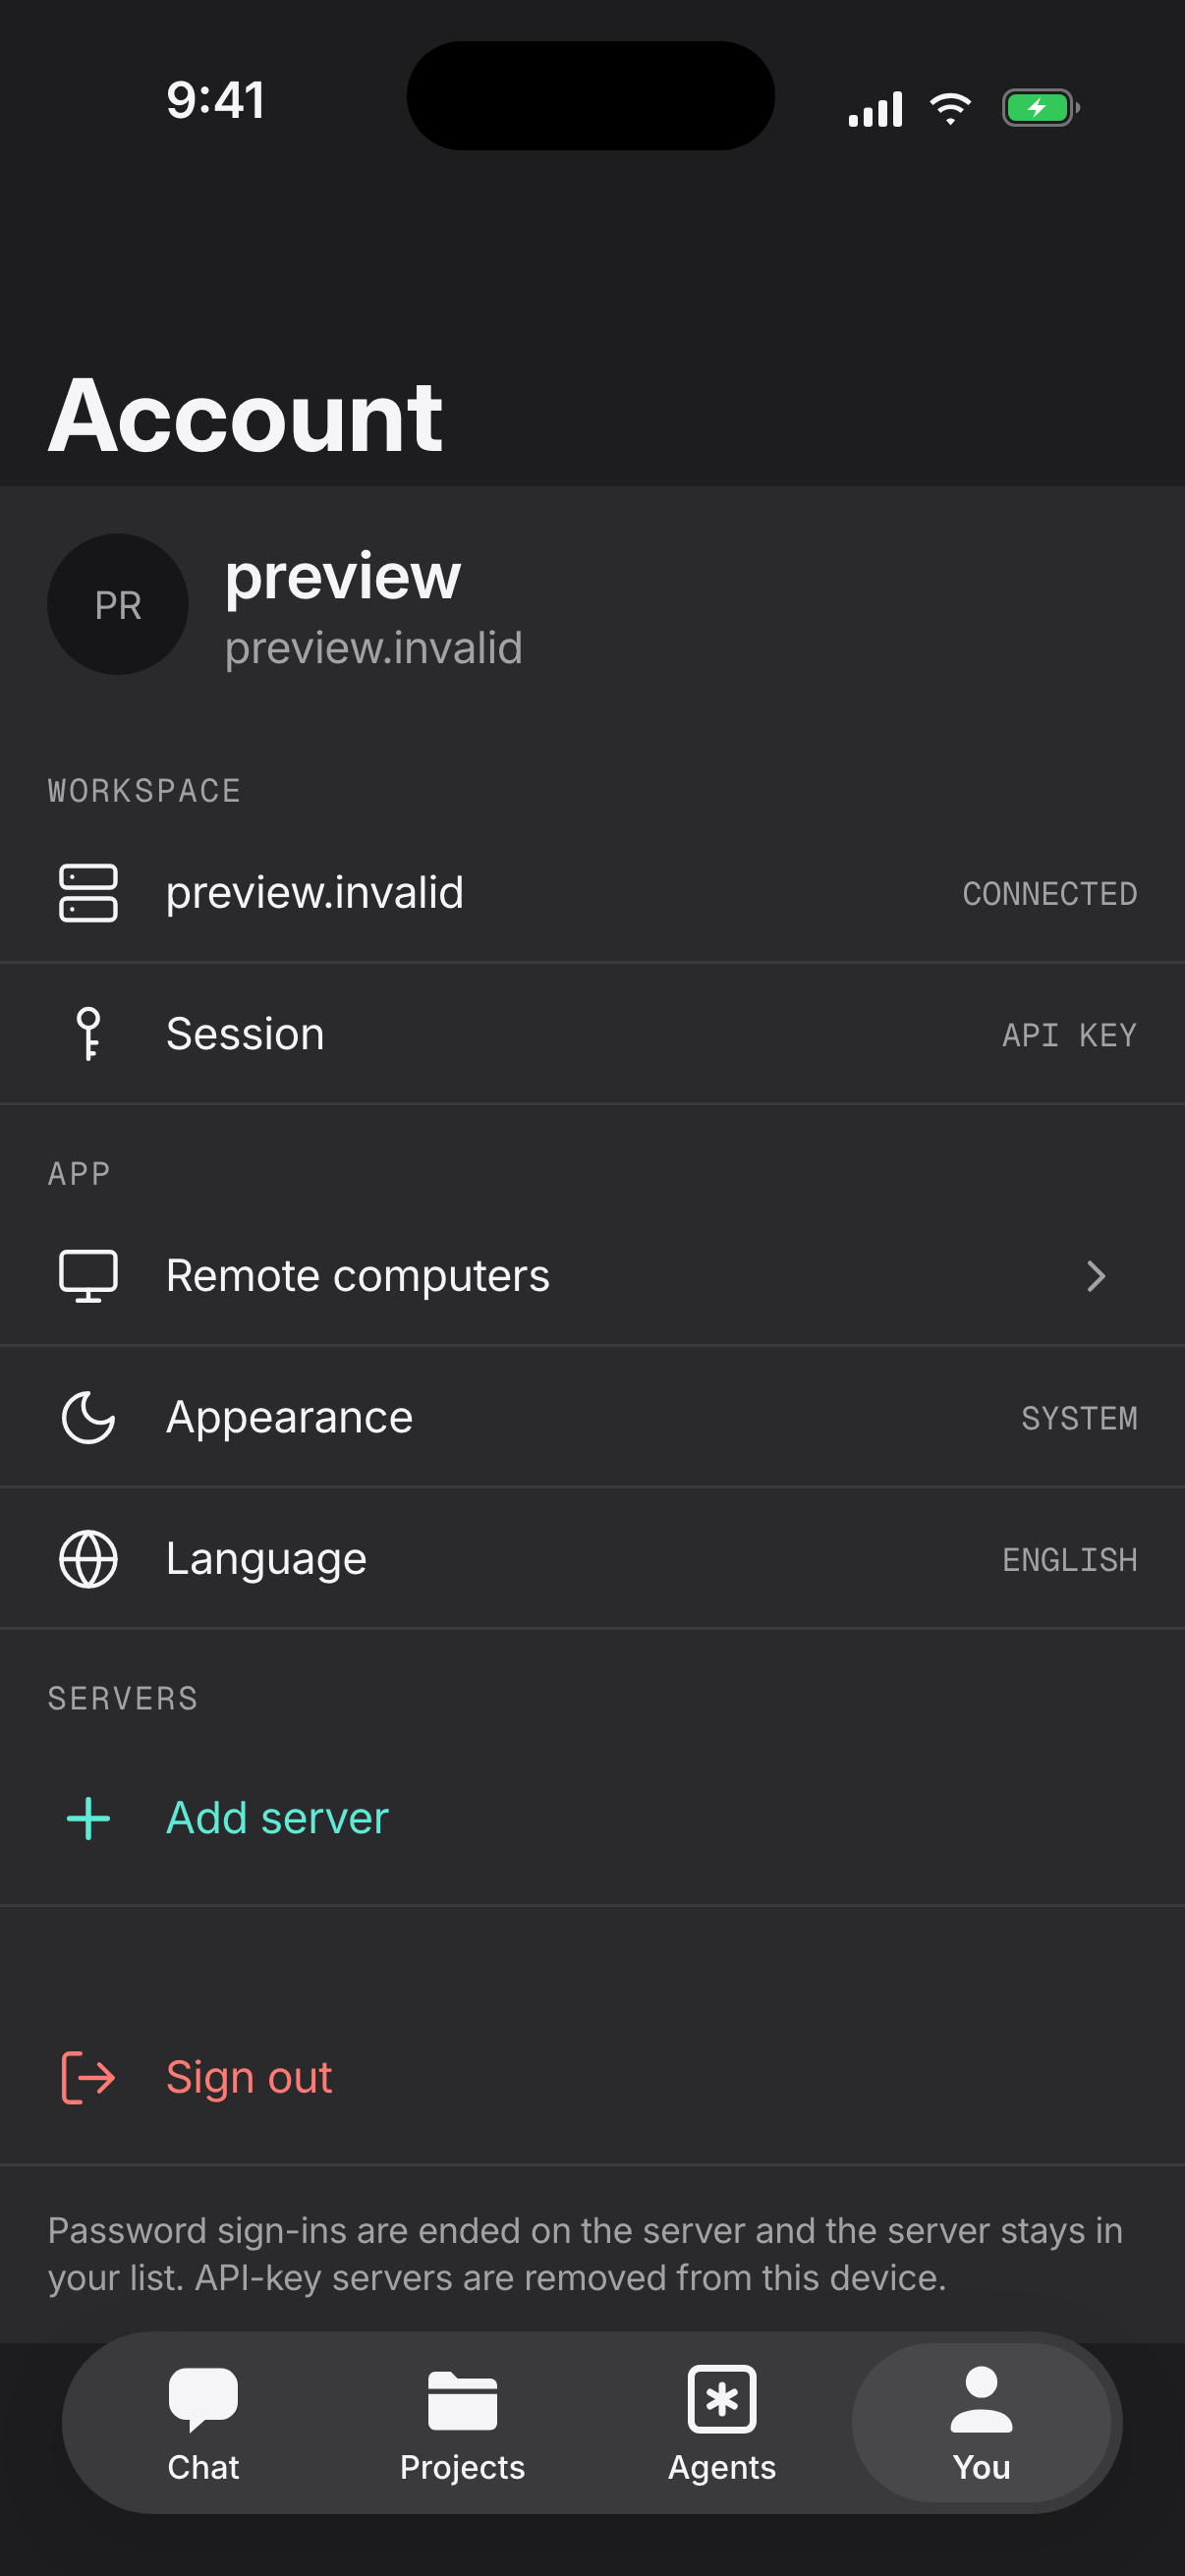 9:41
Account
PR
preview
preview.invalid
WORKSPACE
preview.invalid CONNECTED
Session API KEY
APP
Remote computers
Appearance SYSTEM
Language ENGLISH
SERVERS
Add server
Sign out
Password sign-ins are ended on the server and the server stays in
your list. API-key servers are removed from this device.
Chat Projects Agents You